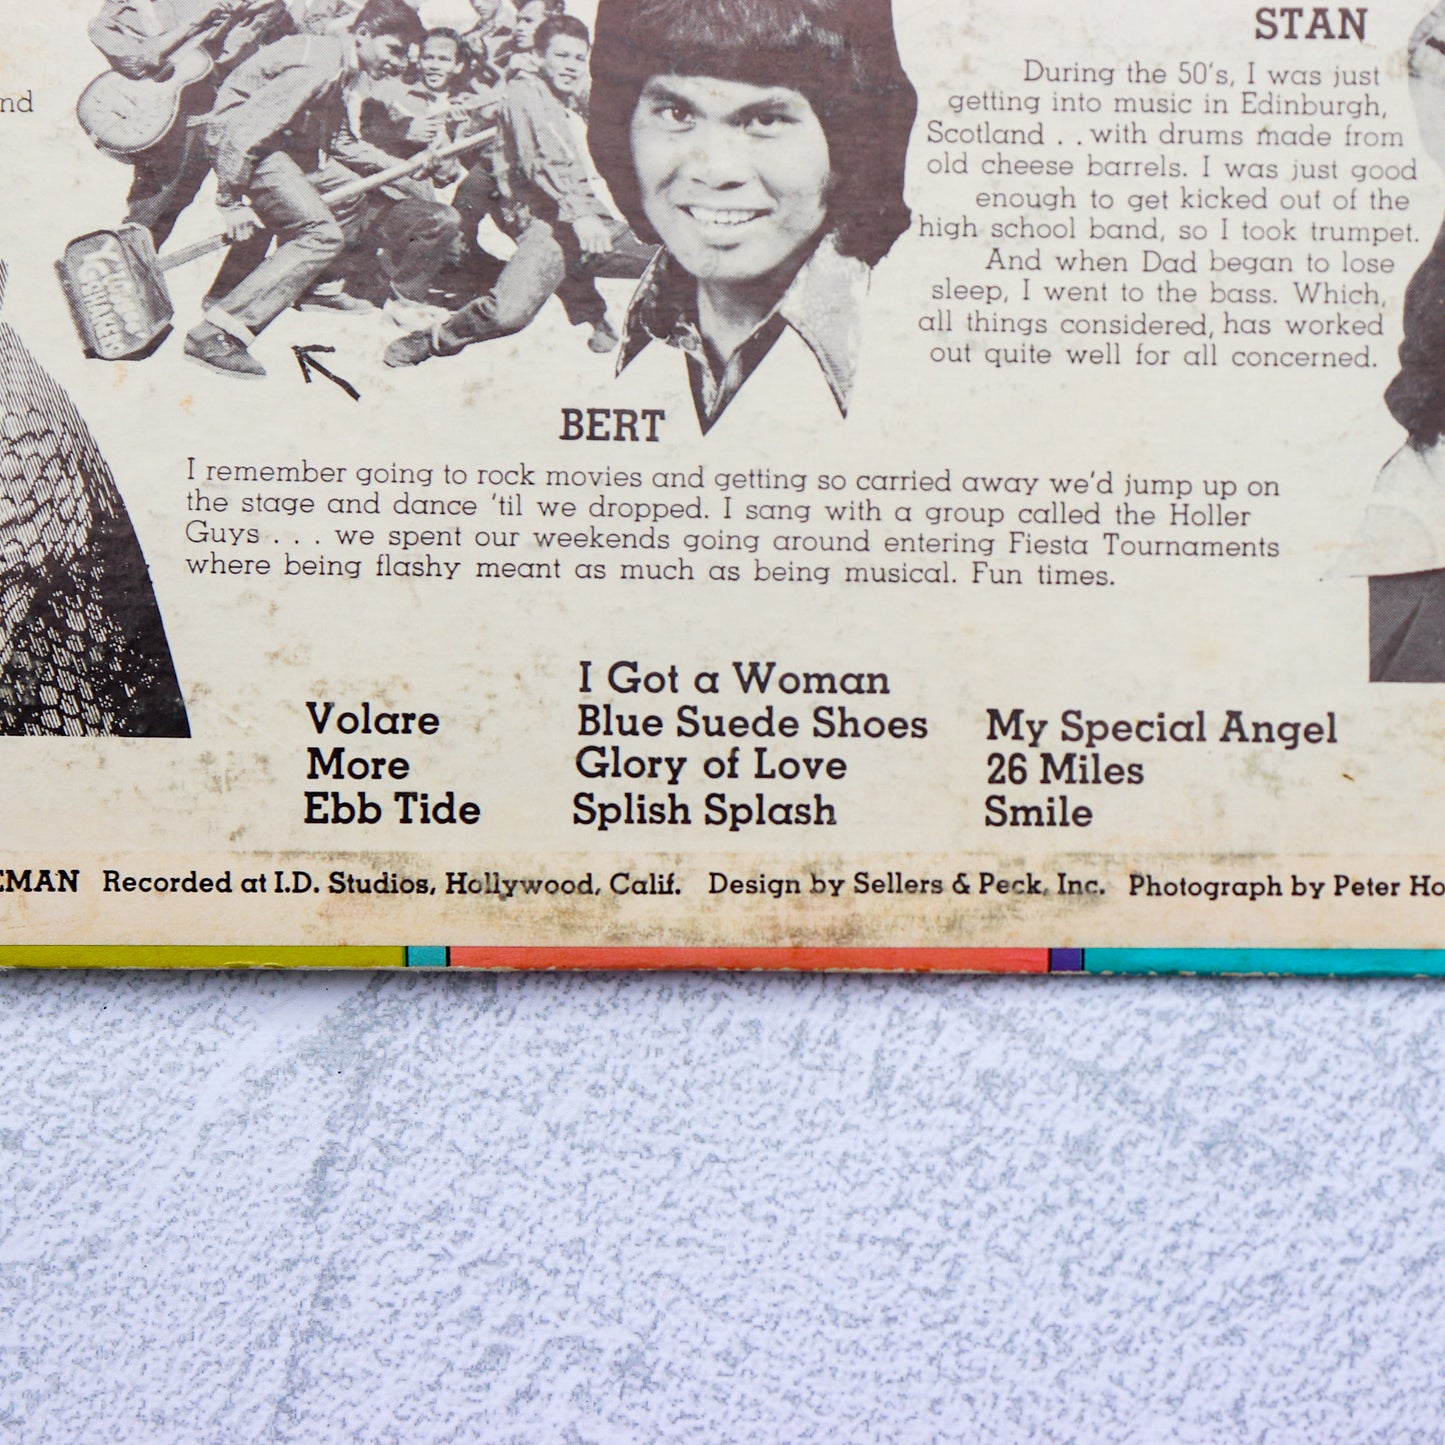 nd
STAN
During the 50's, I was just
getting into music in Edinburgh,
Scotland . . with drums made from
old cheese barrels. I was just good
enough to get kicked out of the
high school band, so I took trumpet.
And when Dad began to lose
sleep, I went to the bass. Which,
all things considered, has worked
out quite well for all concerned.
BERT
I remember going to rock movies and getting so carried away we'd jump up on
the stage and dance 'til we dropped. I sang with a group called the Holler
Guys . . . we spent our weekends going around entering Fiesta Tournaments
where being flashy meant as much as being musical. Fun times.
Volare
More
Ebb Tide
I Got a Woman
Blue Suede Shoes
Glory of Love
Splish Splash
My Special Angel
26 Miles
Smile
EMAN Recorded at I.D. Studios, Hollywood, Calif. Design by Sellers & Peck, Inc. Photograph by Peter Ho